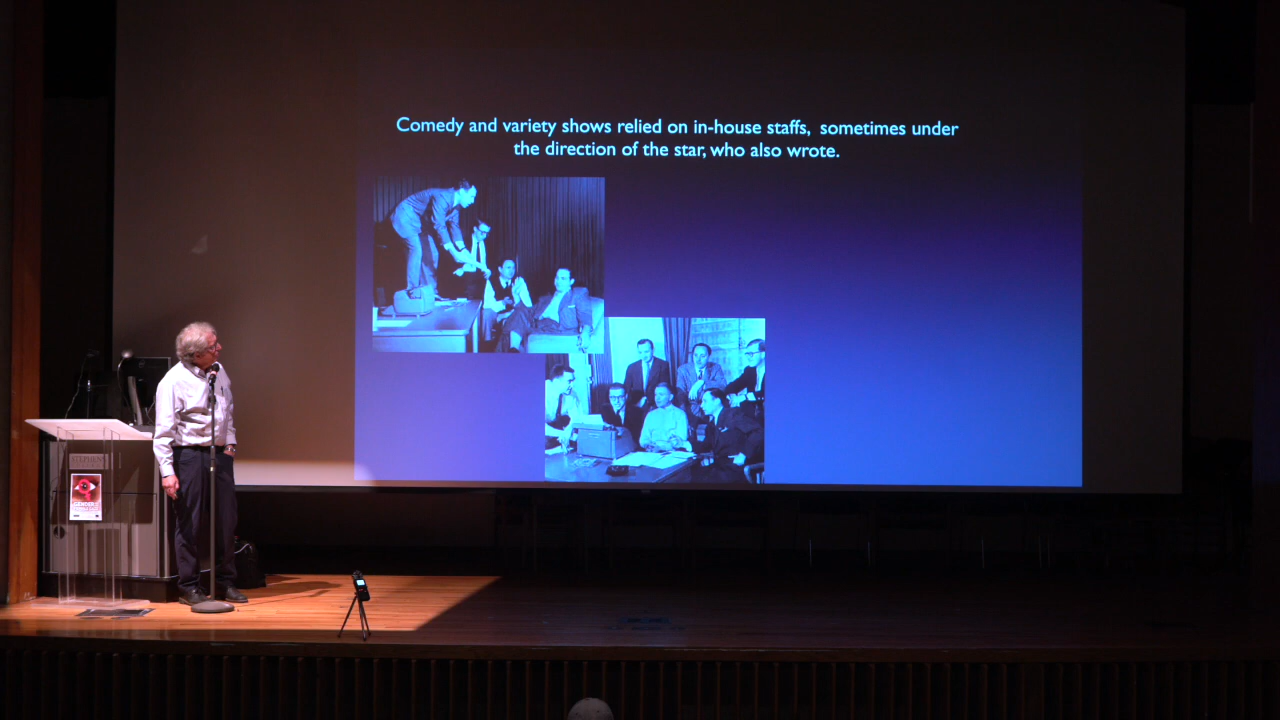 Comedy and variety shows relied on in-house staffs, sometimes under
the direction of the star, who also wrote.
STEPHENS